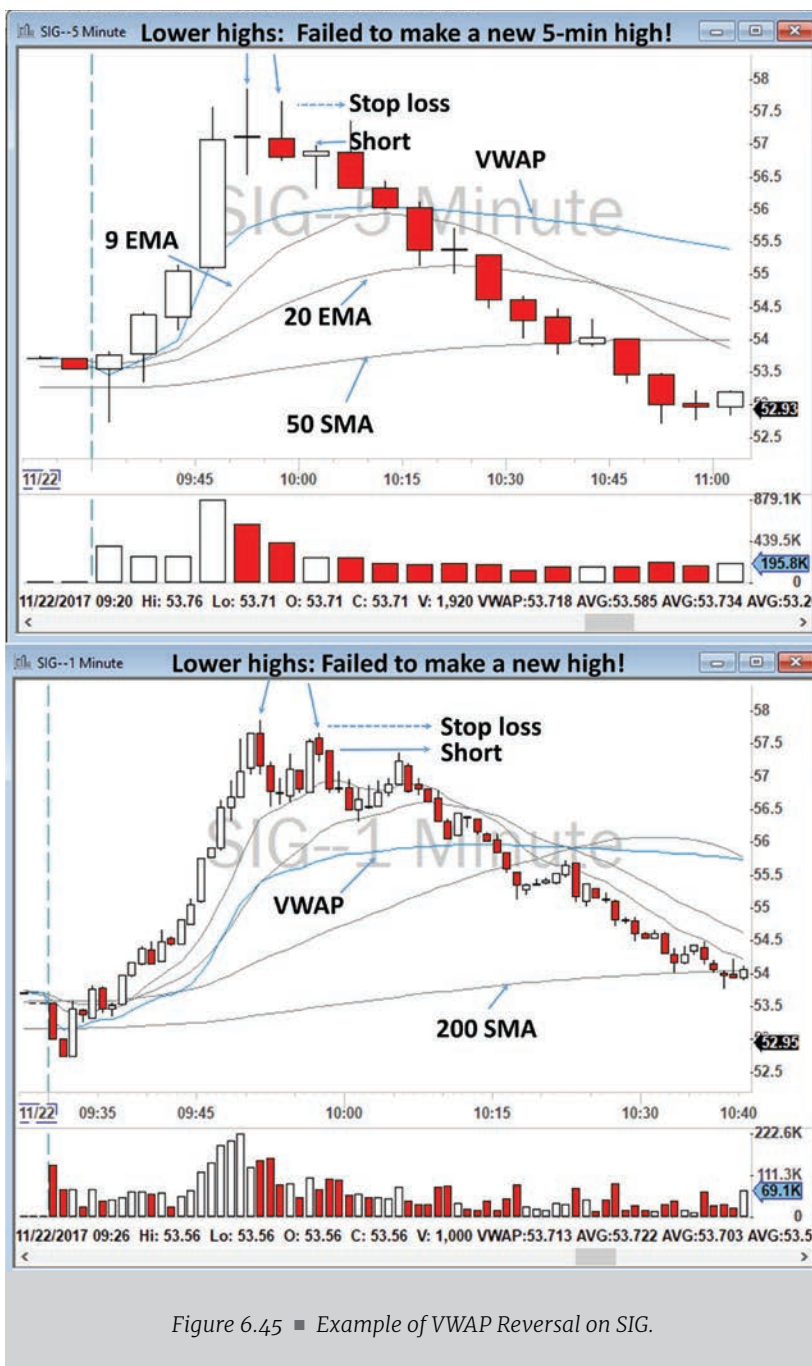 SIG--5 Minute
Lower highs: Failed to make a new 5-min high!
58
57.5
57
56.5
56
55.5
55
54.5
54
53.5
52.93
52.5
Stop loss
Short
VWAP
SIG--5 Minute
9 EMA
20 EMA
50 SMA
11/22 09:45 10:00 10:15 10:30 10:45 11:00
879.1K
439.5K
195.8K
0
11/22/2017 09:20 Hi: 53.76 Lo: 53.71 O: 53.71 C: 53.71 V: 1,920 VWAP:53.718 AVG:53.585 AVG:53.734 AVG:53.2
SIG--1 Minute
Lower highs: Failed to make a new high!
58
57.5
57
56.5
56
55.5
55
54.5
54
53.5
52.95
52.5
Stop loss
Short
SIG--1 Minute
VWAP
200 SMA
11/22 09:35 09:45 10:00 10:15 10:30 10:40
222.6K
111.3K
69.1K
0
11/22/2017 09:26 Hi: 53.56 Lo: 53.56 O: 53.56 C: 53.56 V: 1,000 VWAP:53.713 AVG:53.722 AVG:53.703 AVG:53.5
Figure 6.45 ■ Example of VWAP Reversal on SIG.